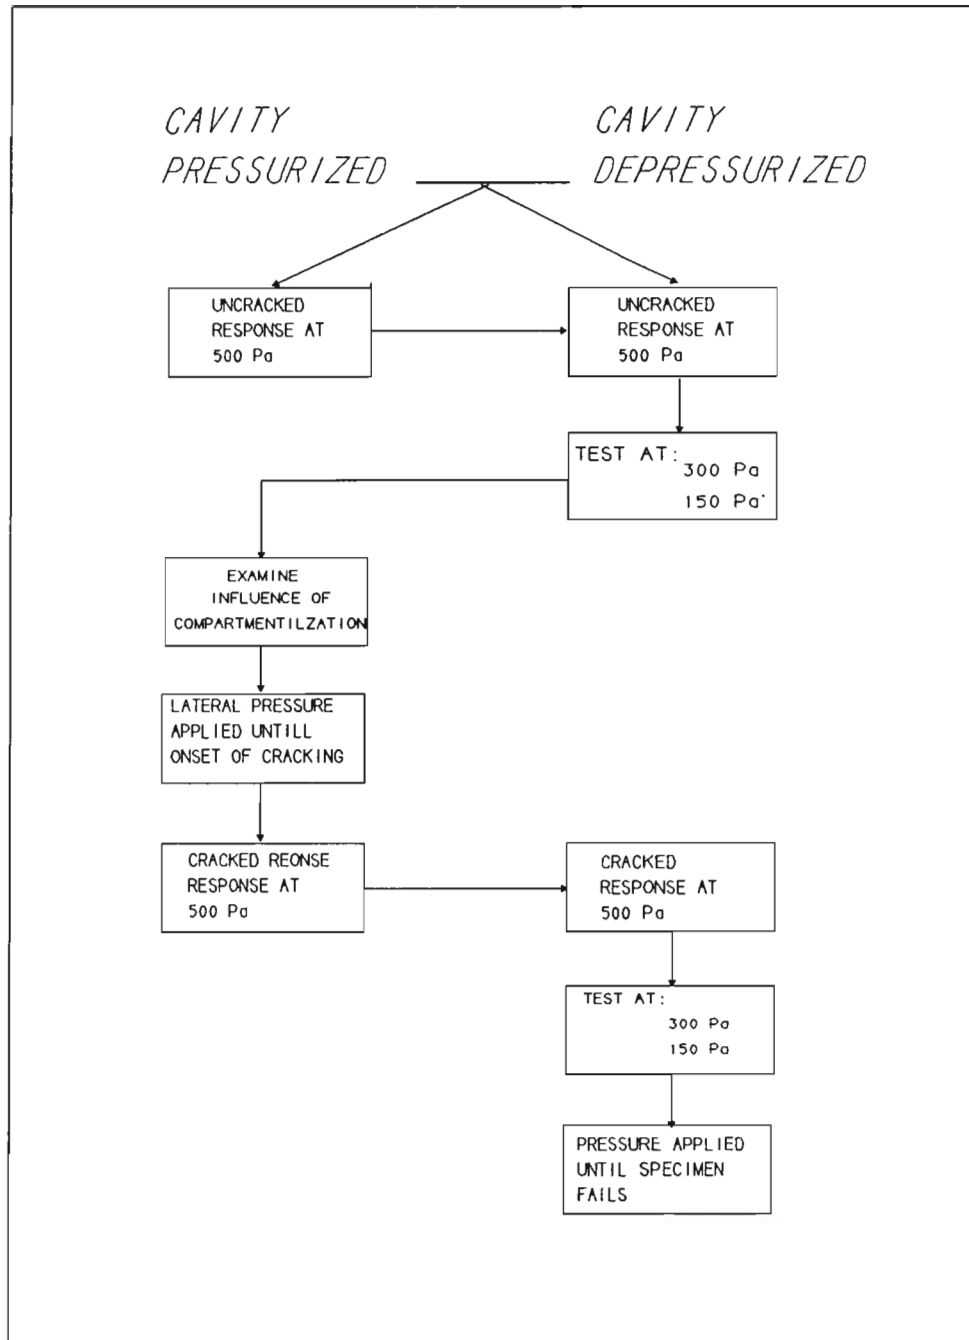 CAVITY
PRESSURIZED
CAVITY
DEPRESSURIZED
UNCRACKED
RESPONSE AT
500 Pa
UNCRACKED
RESPONSE AT
500 Pa
TEST AT:
300 Pa
150 Pa
EXAMINE
INFLUENCE OF
COMPARTMENTILZATION
LATERAL PRESSURE
APPLIED UNTILL
ONSET OF CRACKING
CRACKED REONSE
RESPONSE AT
500 Pa
CRACKED
RESPONSE AT
500 Pa
TEST AT:
300 Pa
150 Pa
PRESSURE APPLIED
UNTIL SPECIMEN
FAILS